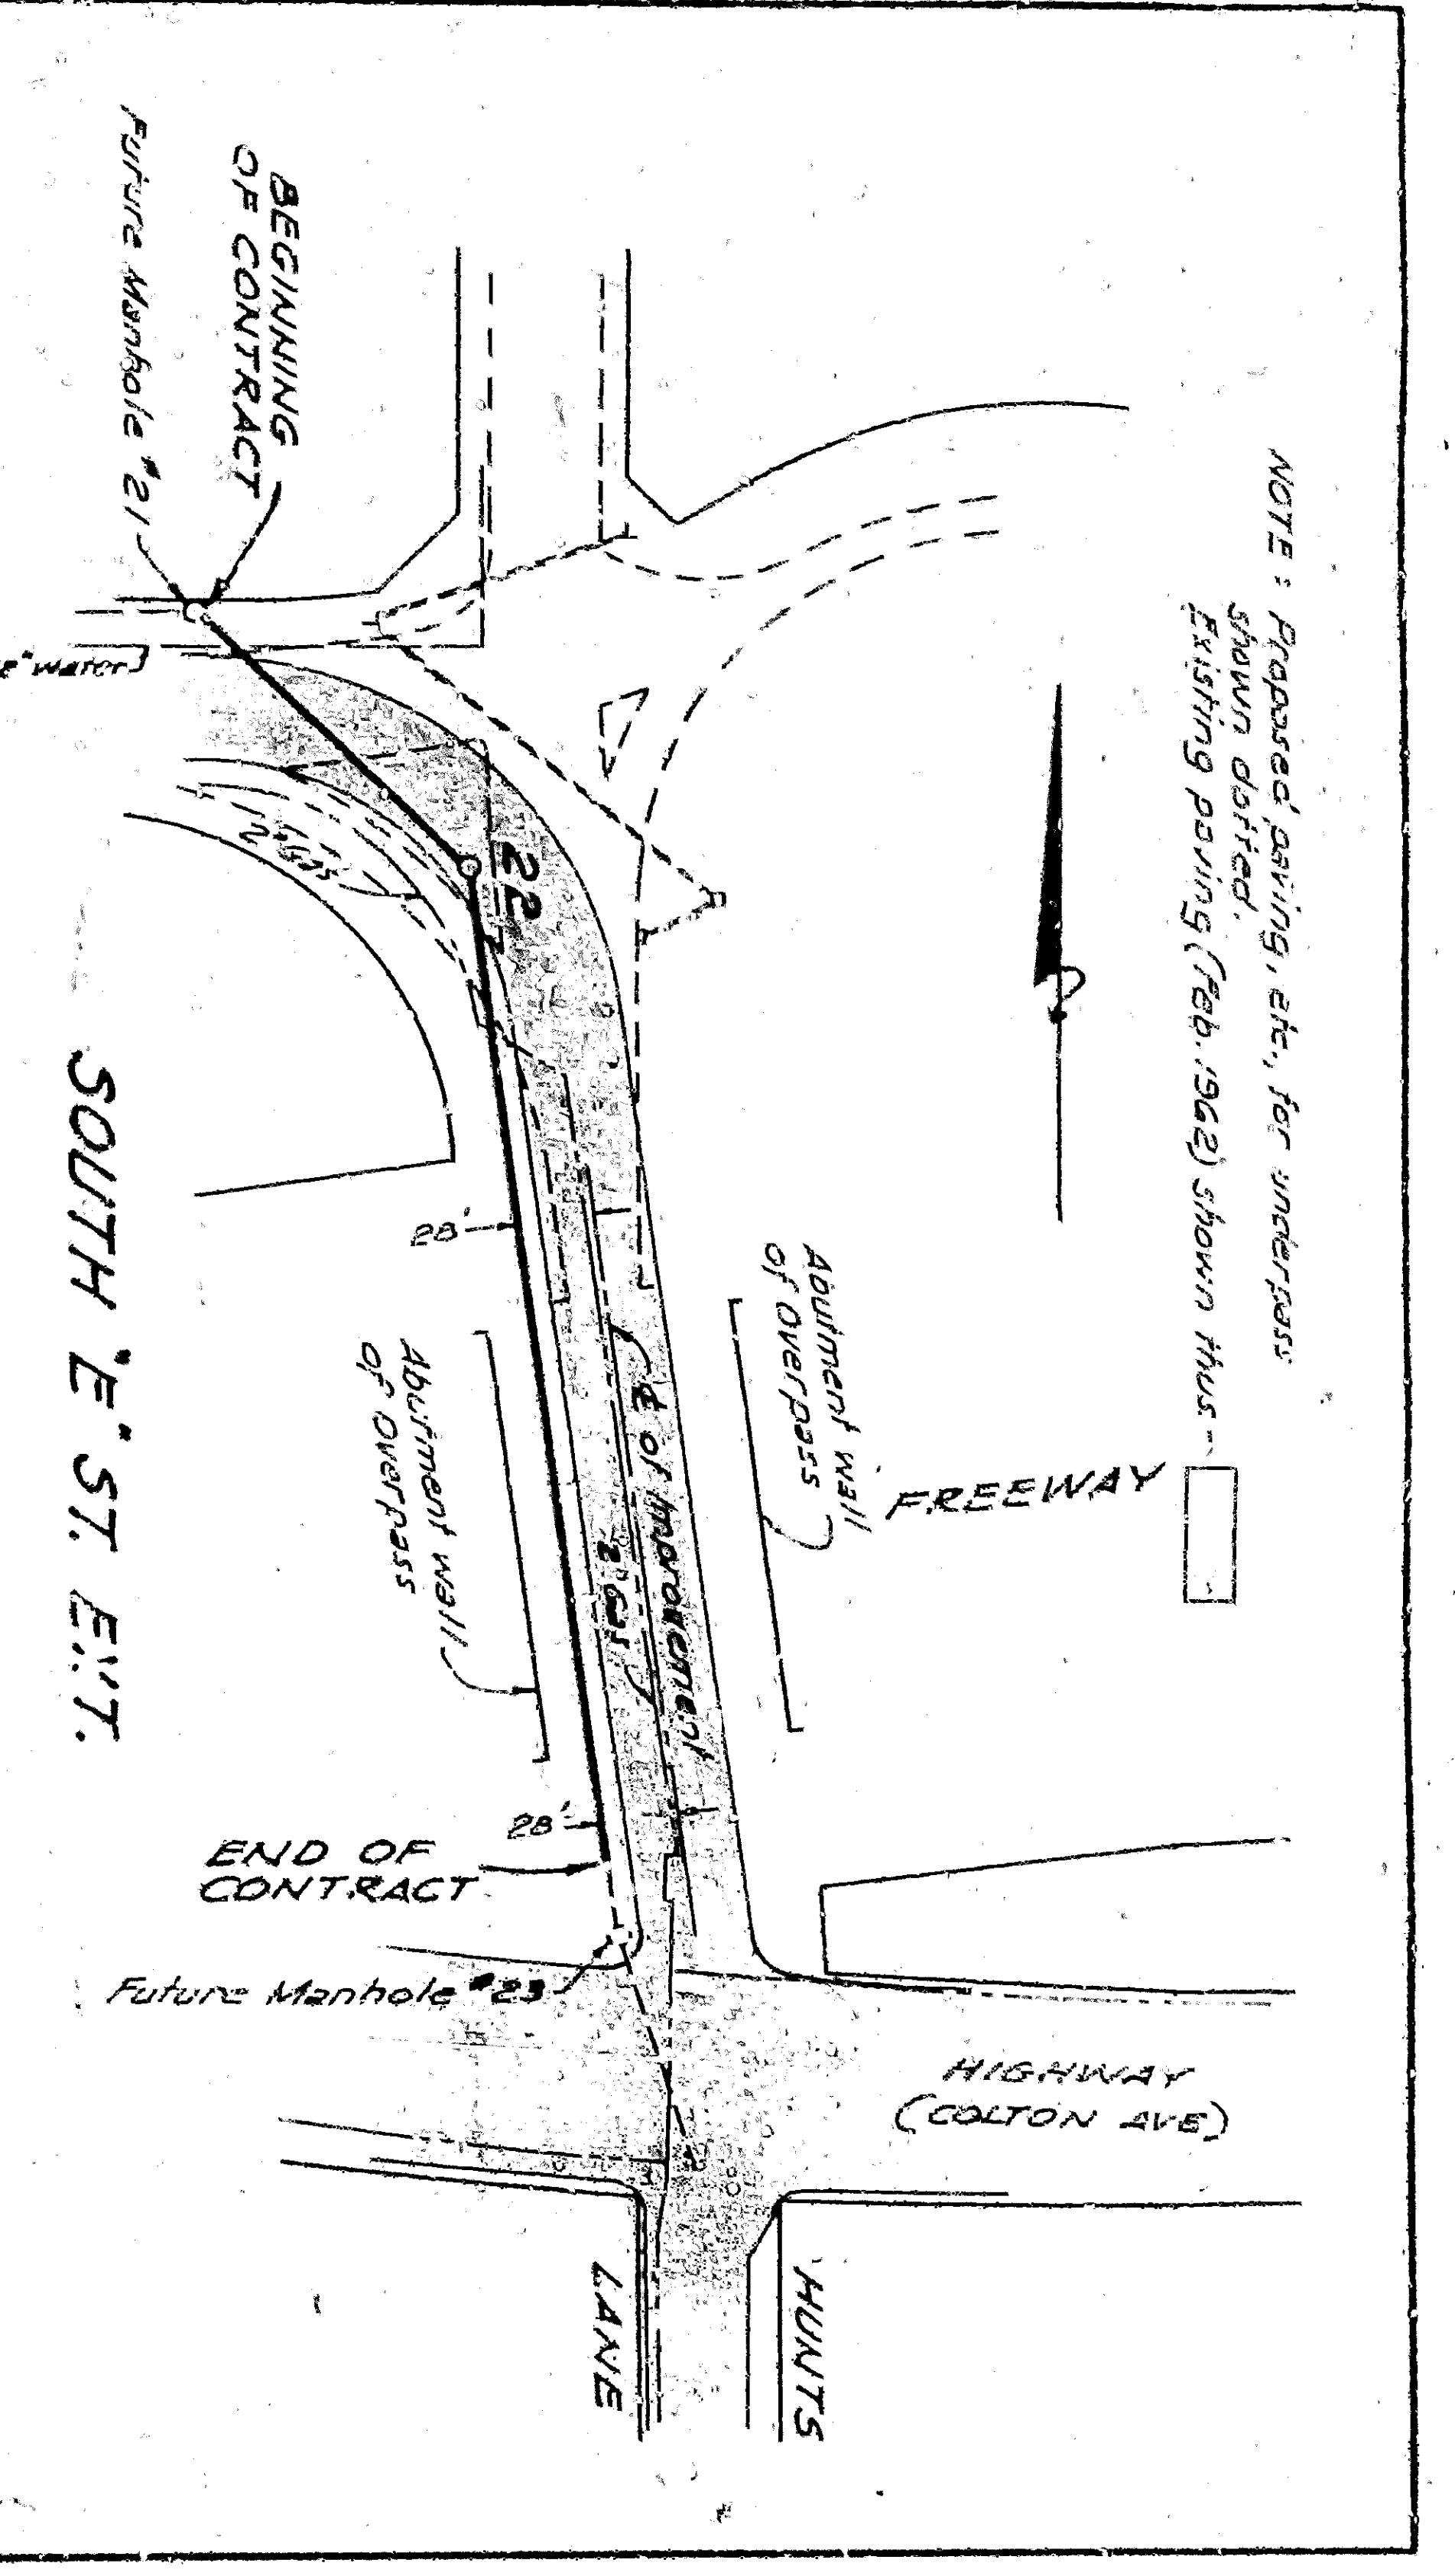 NOTE: Proposed paving, etc., for underpass
shown dotted.
Existing paving (Feb. 1962) shown thus -
BEGINNING
OF CONTRACT
Future Manhole #21
Water
22
28'
Abutment wall
of overpass
FREEWAY
℄ of Improvement
2" Gas
Abutment wall
of overpass
28'
END OF
CONTRACT
Future Manhole #23
SOUTH "E" ST. EXT.
HIGHWAY
(COLTON AVE)
HUNTS
LANE